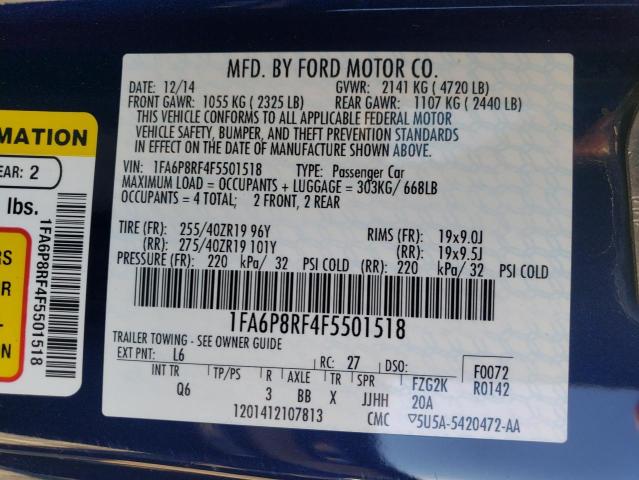 MFD. BY FORD MOTOR CO.
DATE: 12/14 GVWR: 2141 KG ( 4720 LB)
FRONT GAWR: 1055 KG ( 2325 LB) REAR GAWR: 1107 KG ( 2440 LB)
THIS VEHICLE CONFORMS TO ALL APPLICABLE FEDERAL MOTOR
VEHICLE SAFETY, BUMPER, AND THEFT PREVENTION STANDARDS
IN EFFECT ON THE DATE OF MANUFACTURE SHOWN ABOVE.
VIN: 1FA6P8RF4F5501518 TYPE: Passenger Car
MAXIMUM LOAD = OCCUPANTS + LUGGAGE = 303KG/ 668LB
OCCUPANTS = 4 TOTAL: 2 FRONT, 2 REAR
TIRE (FR): 255/40ZR19 96Y RIMS (FR): 19x9.0J
(RR): 275/40ZR19 101Y (RR): 19x9.5J
PRESSURE (FR): 220 kPa/ 32 PSI COLD (RR): 220 kPa/ 32 PSI COLD
1FA6P8RF4F5501518
TRAILER TOWING - SEE OWNER GUIDE
EXT PNT: L6 RC: 27 DSO: F0072
INT TR TP/PS R AXLE TR SPR FZG2K R0142
Q6 3 BB X JJHH 20A
1201412107813 CMC ▽5U5A-5420472-AA
RMATION
EAR: 2
lbs.
RS
OR
ON
1FA6P8RF4F5501518